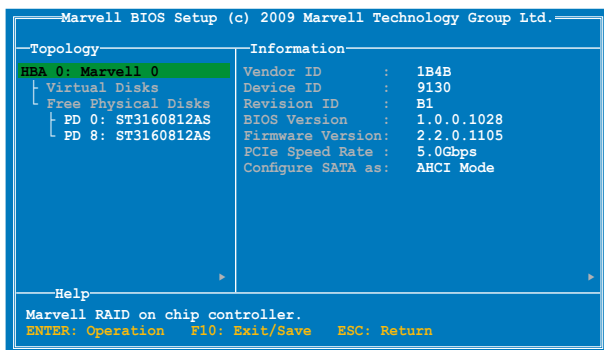 Marvell BIOS Setup (c) 2009 Marvell Technology Group Ltd.
Topology
HBA 0: Marvell 0
Virtual Disks
Free Physical Disks
PD 0: ST3160812AS
PD 8: ST3160812AS
Information
Vendor ID : 1B4B
Device ID : 9130
Revision ID : B1
BIOS Version : 1.0.0.1028
Firmware Version: 2.2.0.1105
PCIe Speed Rate : 5.0Gbps
Configure SATA as: AHCI Mode
Help
Marvell RAID on chip controller.
ENTER: Operation F10: Exit/Save ESC: Return